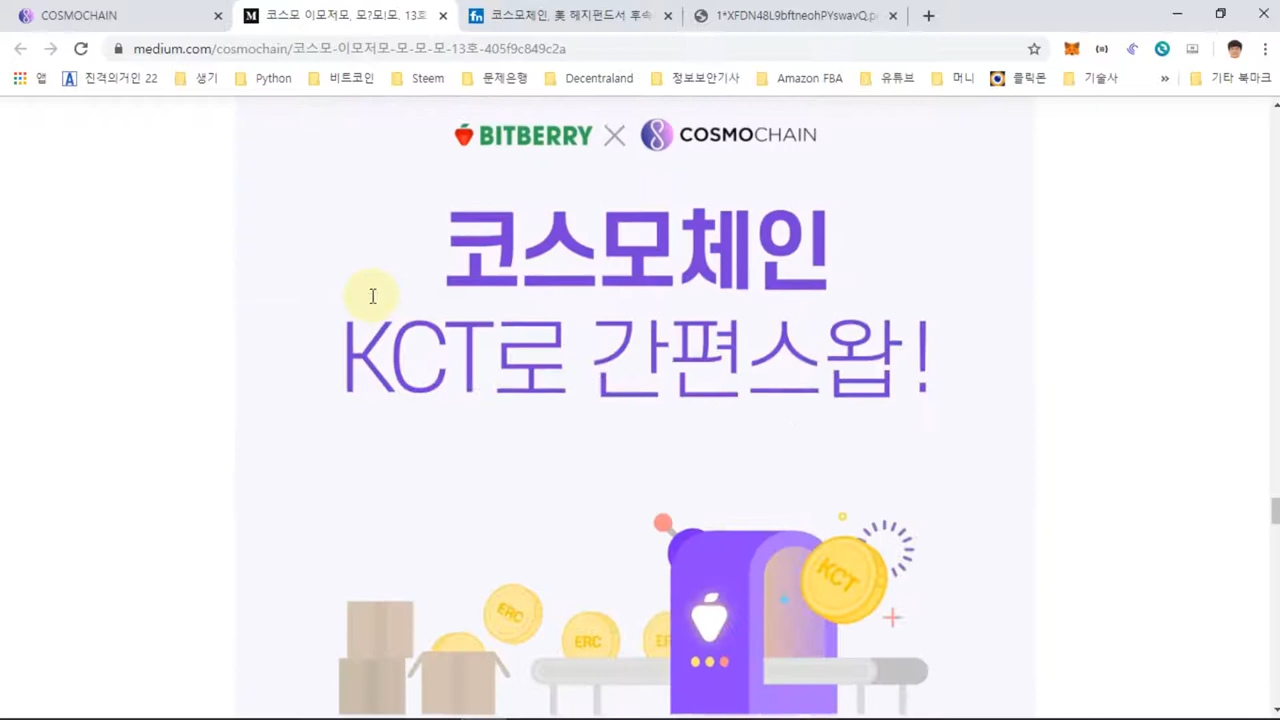 COSMOCHAIN
코스모 이모저모, 모?모!모. 13호
코스모체인, 美 헤지펀드서 후속
1*XFDN48L9bftneohPYswavQ.p
medium.com/cosmochain/코스모-이모저모-모-모-모-13호-405f9c849c2a
앱
진격의거인 22
생기
Python
비트코인
Steem
문제은행
Decentraland
정보보안기사
Amazon FBA
유튜브
머니
클릭몬
기술사
»
기타 북마크
BITBERRY
COSMOCHAIN
코스모체인
KCT로 간편스왑!
KCT
ERC
ERC